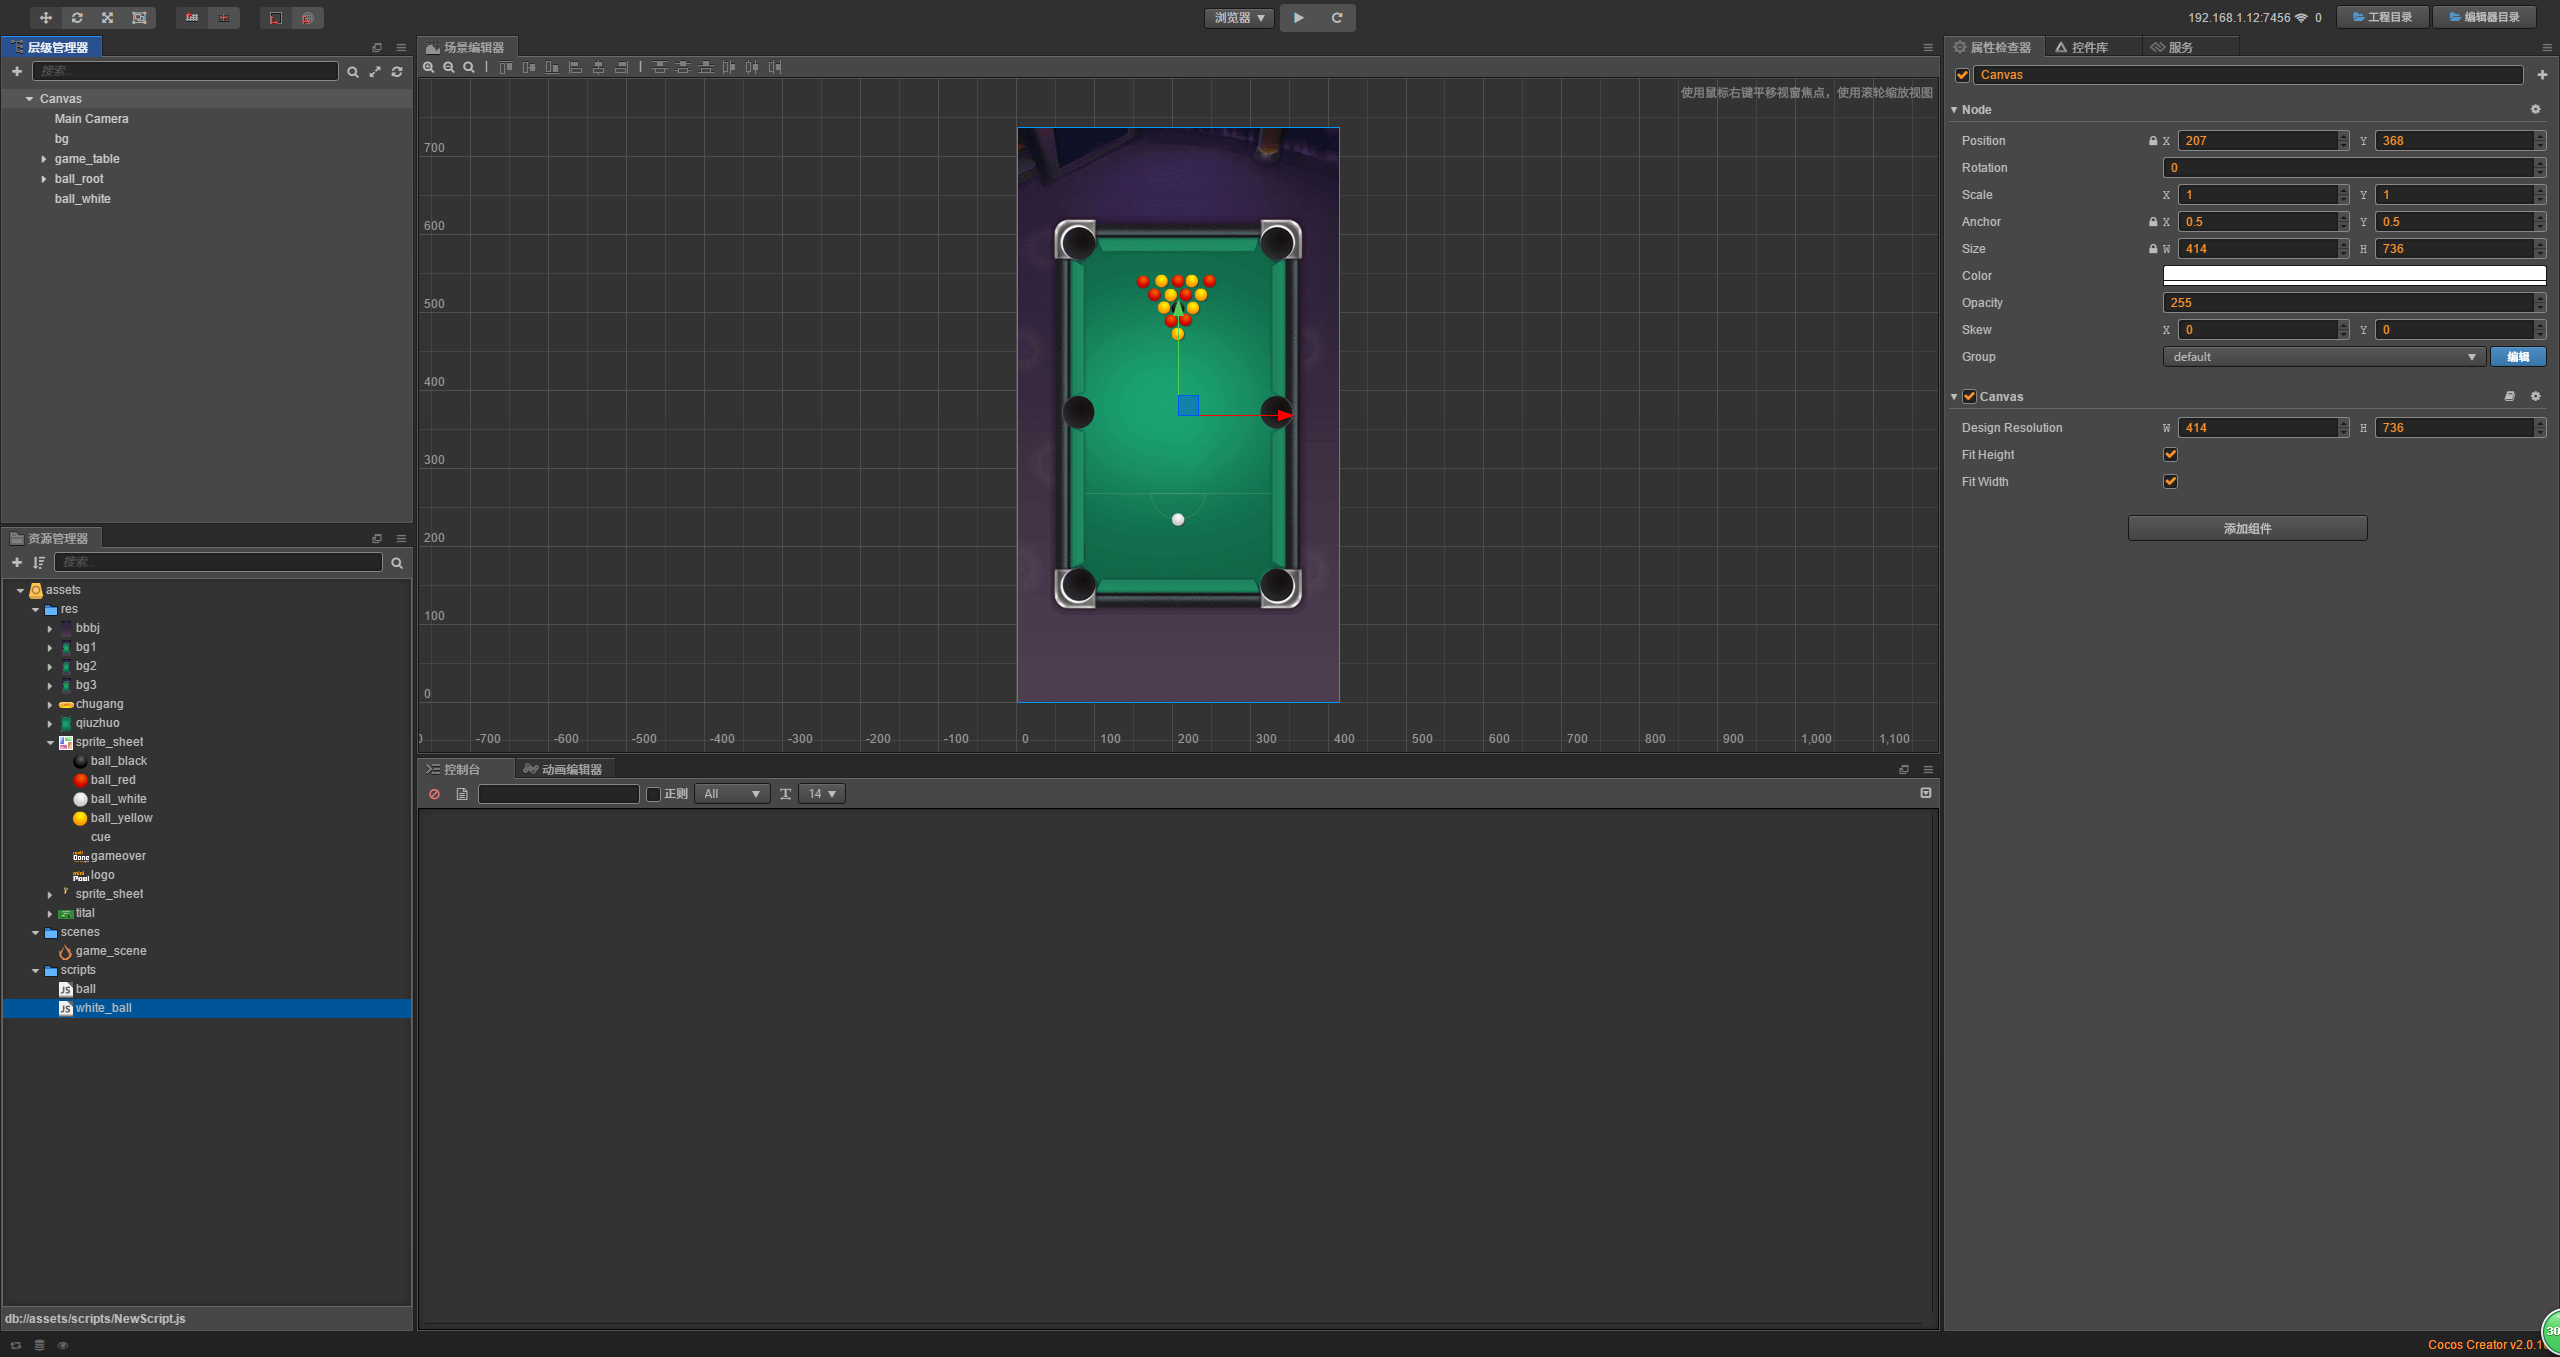 浏览器
192.168.1.12:7456 0
工程目录
编辑器目录
层级管理器
搜索...
Canvas
Main Camera
bg
game_table
ball_root
ball_white
资源管理器
搜索...
assets
res
bbbj
bg1
bg2
bg3
chugang
qiuzhuo
sprite_sheet
ball_black
ball_red
ball_white
ball_yellow
cue
gameover
logo
sprite_sheet
tital
scenes
game_scene
scripts
JS ball
JS white_ball
db://assets/scripts/NewScript.js
场景编辑器
使用鼠标右键平移视窗焦点，使用滚轮缩放视图
700
600
500
400
300
200
100
0
-700 -600 -500 -400 -300 -200 -100 0 100 200 300 400 500 600 700 800 900 1,000 1,100
控制台
动画编辑器
正则
All
14
属性检查器
控件库
服务
Canvas
Node
Position X 207 Y 368
Rotation 0
Scale X 1 Y 1
Anchor X 0.5 Y 0.5
Size W 414 H 736
Color
Opacity 255
Skew X 0 Y 0
Group default 编辑
Canvas
Design Resolution W 414 H 736
Fit Height
Fit Width
添加组件
30
Cocos Creator v2.0.1